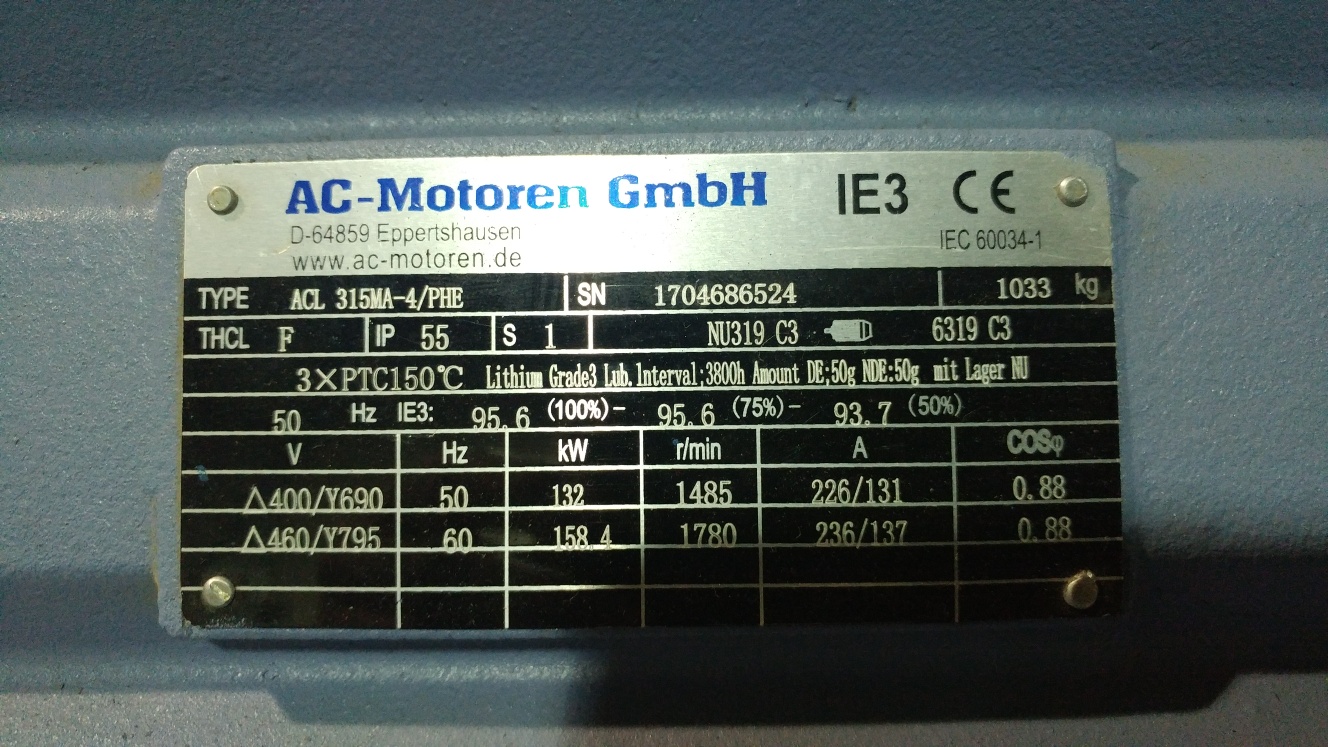 AC-Motoren GmbH IE3 CE
D-64859 Eppertshausen IEC 60034-1
www.ac-motoren.de
TYPE ACL 315MA-4/PHE SN 1704686524 1033 kg
THCL F IP 55 S 1 NU319 C3 6319 C3
3×PTC150℃ Lithium Grade3 Lub.lnterval;3800h Amount DE;50g NDE:50g mit Lager NU
50 Hz IE3: 95.6 (100%)- 95.6 (75%)- 93.7 (50%)
V Hz kW r/min A COSφ
△400/Y690 50 132 1485 226/131 0.88
△460/Y795 60 158.4 1780 236/137 0.88